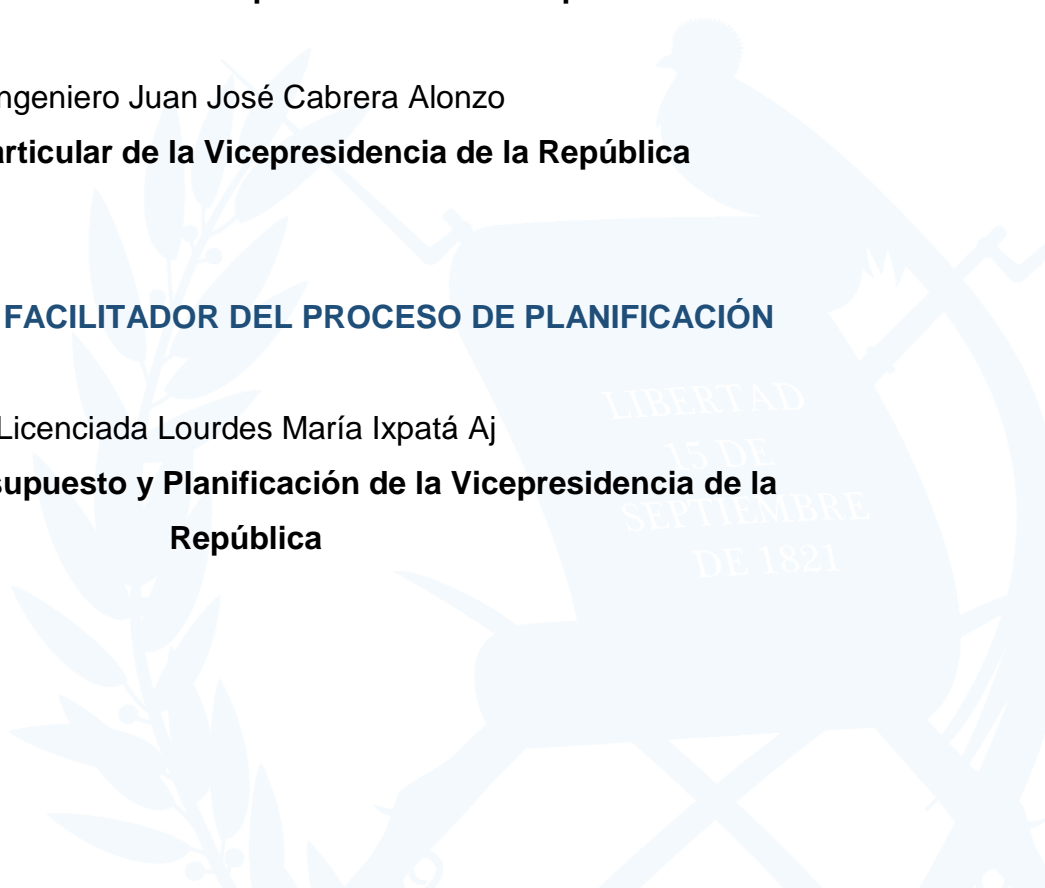 ngeniero Juan José Cabrera Alonzo
articular de la Vicepresidencia de la República
FACILITADOR DEL PROCESO DE PLANIFICACIÓN
Licenciada Lourdes María Ixpatá Aj
supuesto y Planificación de la Vicepresidencia de la
República
LIBERTAD
15 DE
SEPTIEMBRE
DE 1821